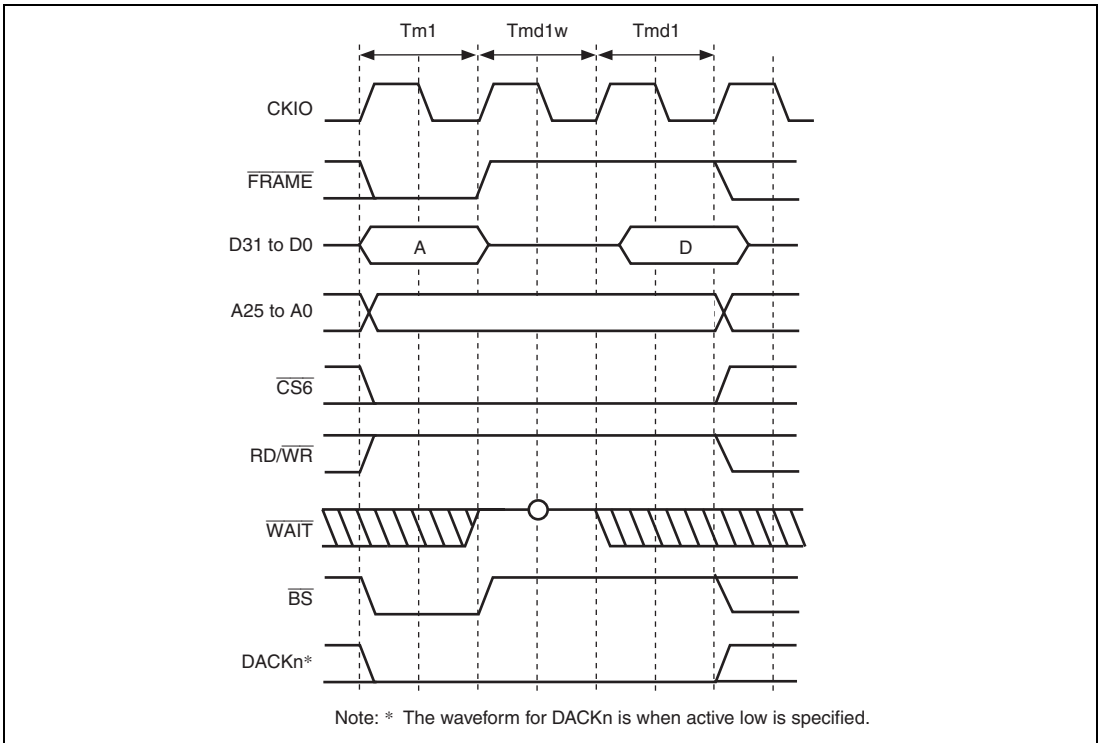 Tm1 Tmd1w Tmd1
CKIO
FRAME
D31 to D0 A D
A25 to A0
CS6
RD/WR
WAIT
BS
DACKn*
Note: * The waveform for DACKn is when active low is specified.